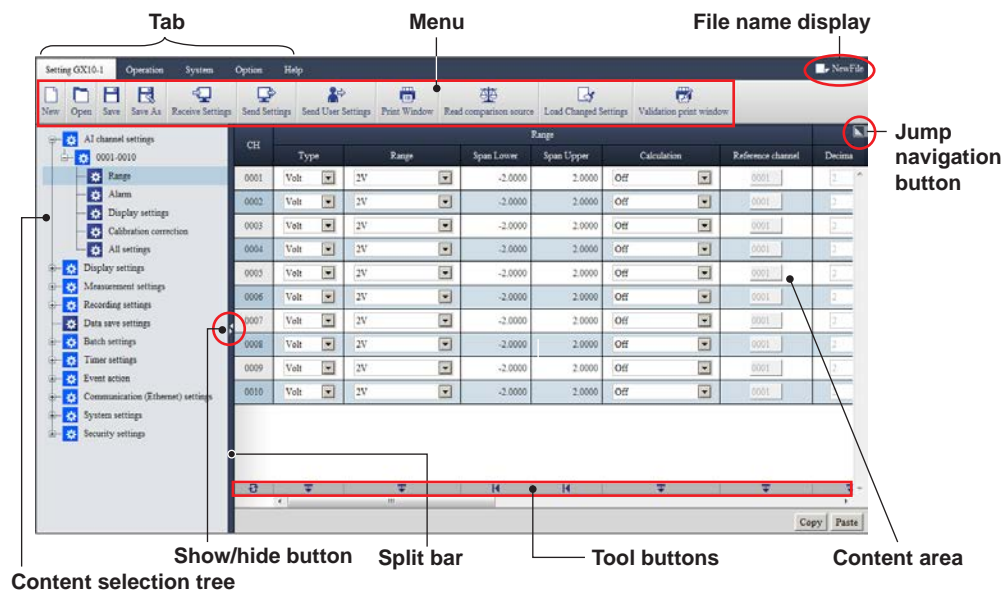 Tab Menu File name display
Setting GX10-1 Operation System Option Help NewFile
New Open Save Save As Receive Settings Send Settings Send User Settings Print Window Read comparison source Load Changed Settings Validation print window
Jump navigation button
AI channel settings
0001-0010
Range
Alarm
Display settings
Calibration correction
All settings
Display settings
Measurement settings
Recording settings
Data save settings
Batch settings
Timer settings
Event action
Communication (Ethernet) settings
System settings
Security settings
CH Range
Type Range Span Lower Span Upper Calculation Reference channel Decima
0001 Volt 2V -2.0000 2.0000 Off 0001 2
0002 Volt 2V -2.0000 2.0000 Off 0001 2
0003 Volt 2V -2.0000 2.0000 Off 0001 2
0004 Volt 2V -2.0000 2.0000 Off 0001 2
0005 Volt 2V -2.0000 2.0000 Off 0001 2
0006 Volt 2V -2.0000 2.0000 Off 0001 2
0007 Volt 2V -2.0000 2.0000 Off 0001 2
0008 Volt 2V -2.0000 2.0000 Off 0001 2
0009 Volt 2V -2.0000 2.0000 Off 0001 2
0010 Volt 2V -2.0000 2.0000 Off 0001 2
Copy Paste
Show/hide button Split bar Tool buttons Content area
Content selection tree